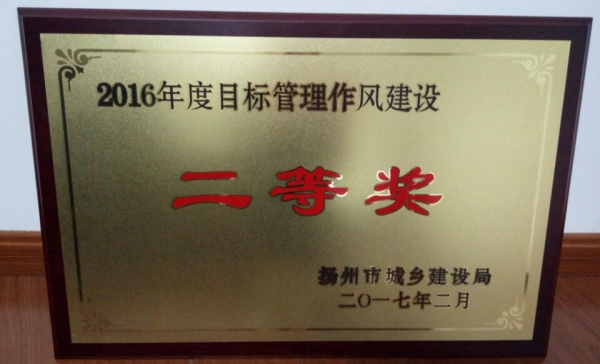 2016年度目标管理作风建设
二等奖
扬州市城乡建设局
二〇一七年二月